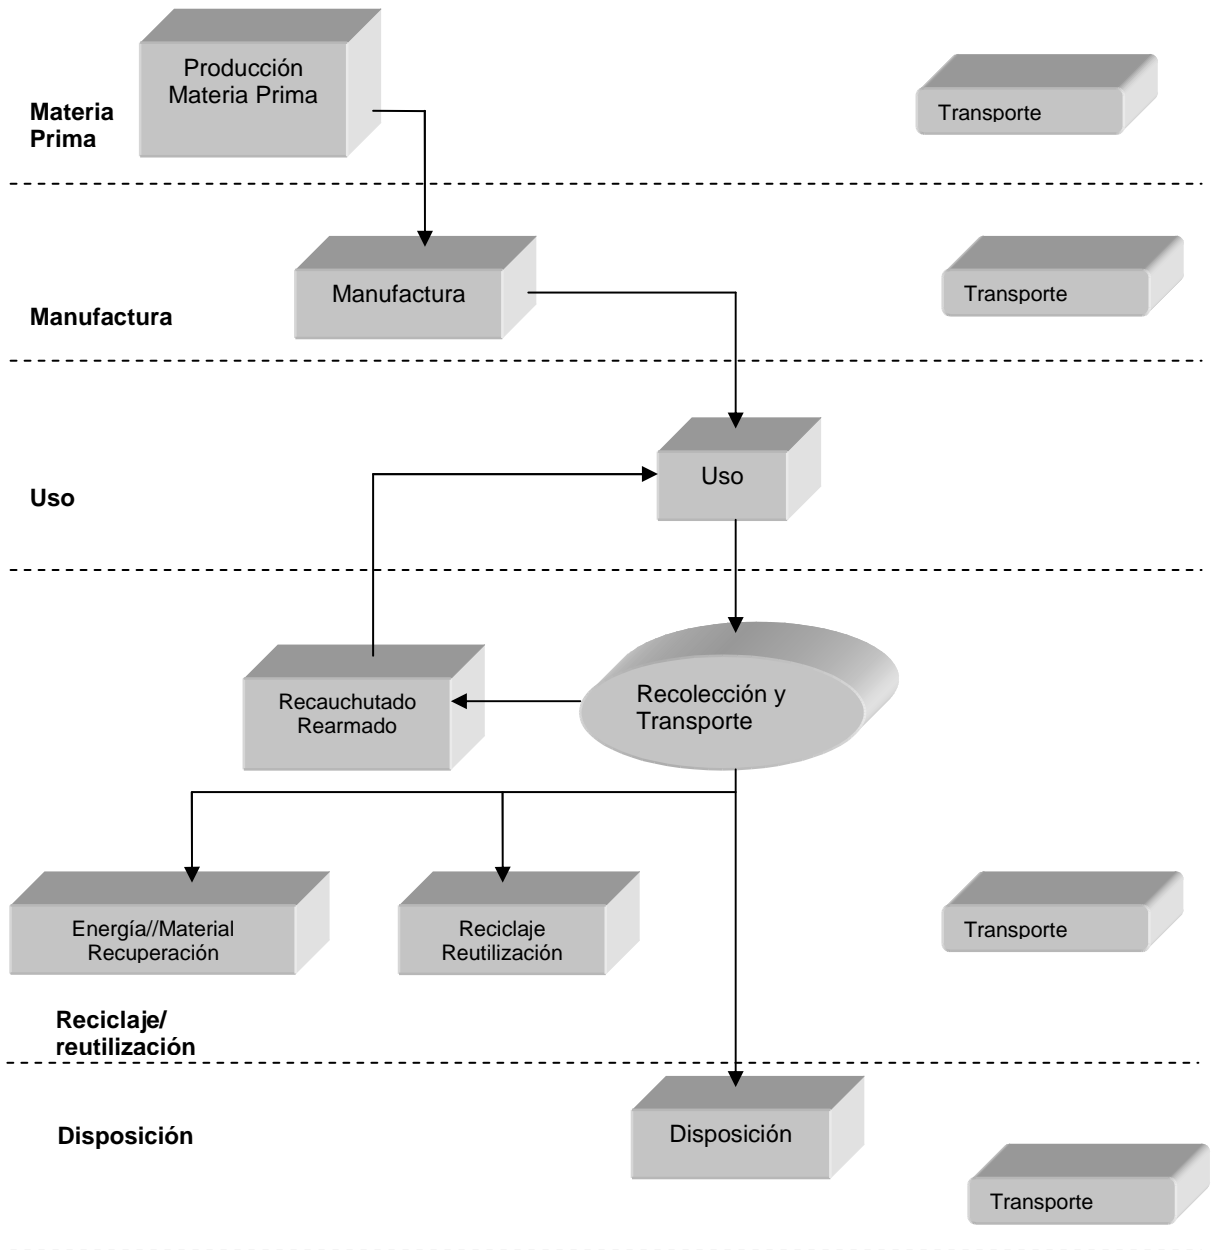 Producción
Materia Prima
Transporte
Materia
Prima
Manufactura
Transporte
Manufactura
Uso
Uso
Recolección y
Transporte
Recauchutado
Rearmado
Energía//Material
Recuperación
Reciclaje
Reutilización
Transporte
Reciclaje/
reutilización
Disposición
Disposición
Transporte